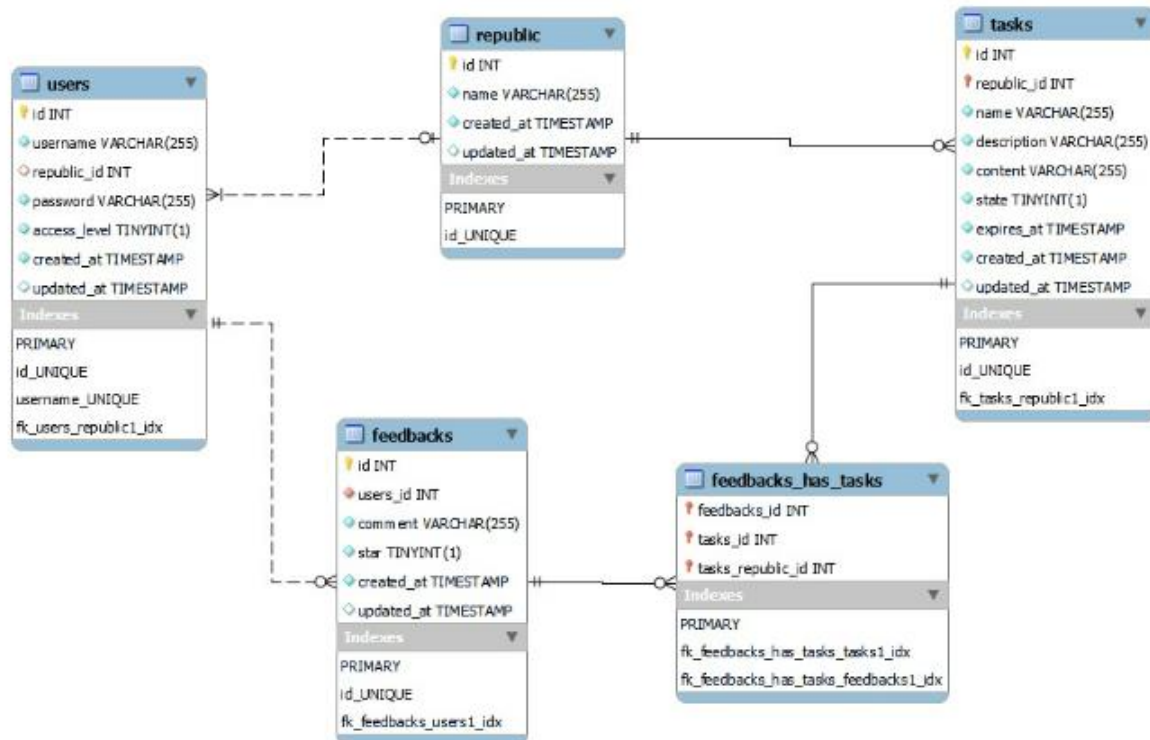 users
id INT
username VARCHAR(255)
republic_id INT
password VARCHAR(255)
access_level TINYINT(1)
created_at TIMESTAMP
updated_at TIMESTAMP
Indexes
PRIMARY
id_UNIQUE
username_UNIQUE
fk_users_republic1_idx
republic
id INT
name VARCHAR(255)
created_at TIMESTAMP
updated_at TIMESTAMP
Indexes
PRIMARY
id_UNIQUE
tasks
id INT
republic_id INT
name VARCHAR(255)
description VARCHAR(255)
content VARCHAR(255)
state TINYINT(1)
expires_at TIMESTAMP
created_at TIMESTAMP
updated_at TIMESTAMP
Indexes
PRIMARY
id_UNIQUE
fk_tasks_republic1_idx
feedbacks
id INT
users_id INT
comment VARCHAR(255)
star TINYINT(1)
created_at TIMESTAMP
updated_at TIMESTAMP
Indexes
PRIMARY
id_UNIQUE
fk_feedbacks_users1_idx
feedbacks_has_tasks
feedbacks_id INT
tasks_id INT
tasks_republic_id INT
Indexes
PRIMARY
fk_feedbacks_has_tasks_tasks1_idx
fk_feedbacks_has_tasks_feedbacks1_idx